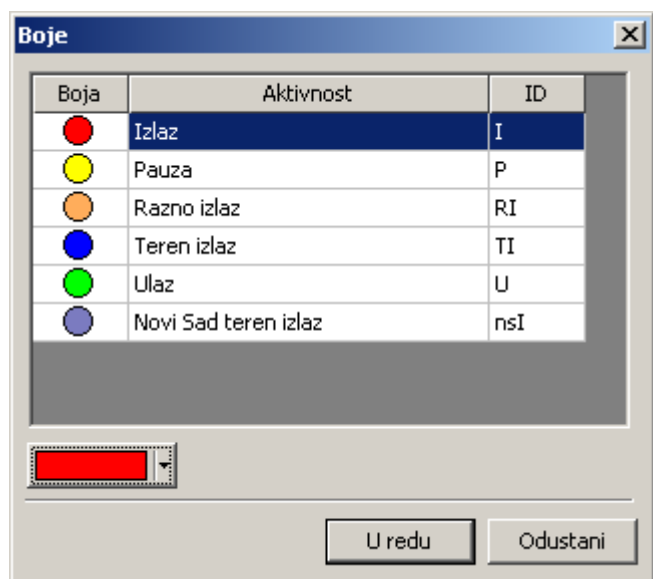 Boje
Boja Aktivnost ID
Izlaz I
Pauza P
Razno izlaz RI
Teren izlaz TI
Ulaz U
Novi Sad teren izlaz nsI
U redu Odustani